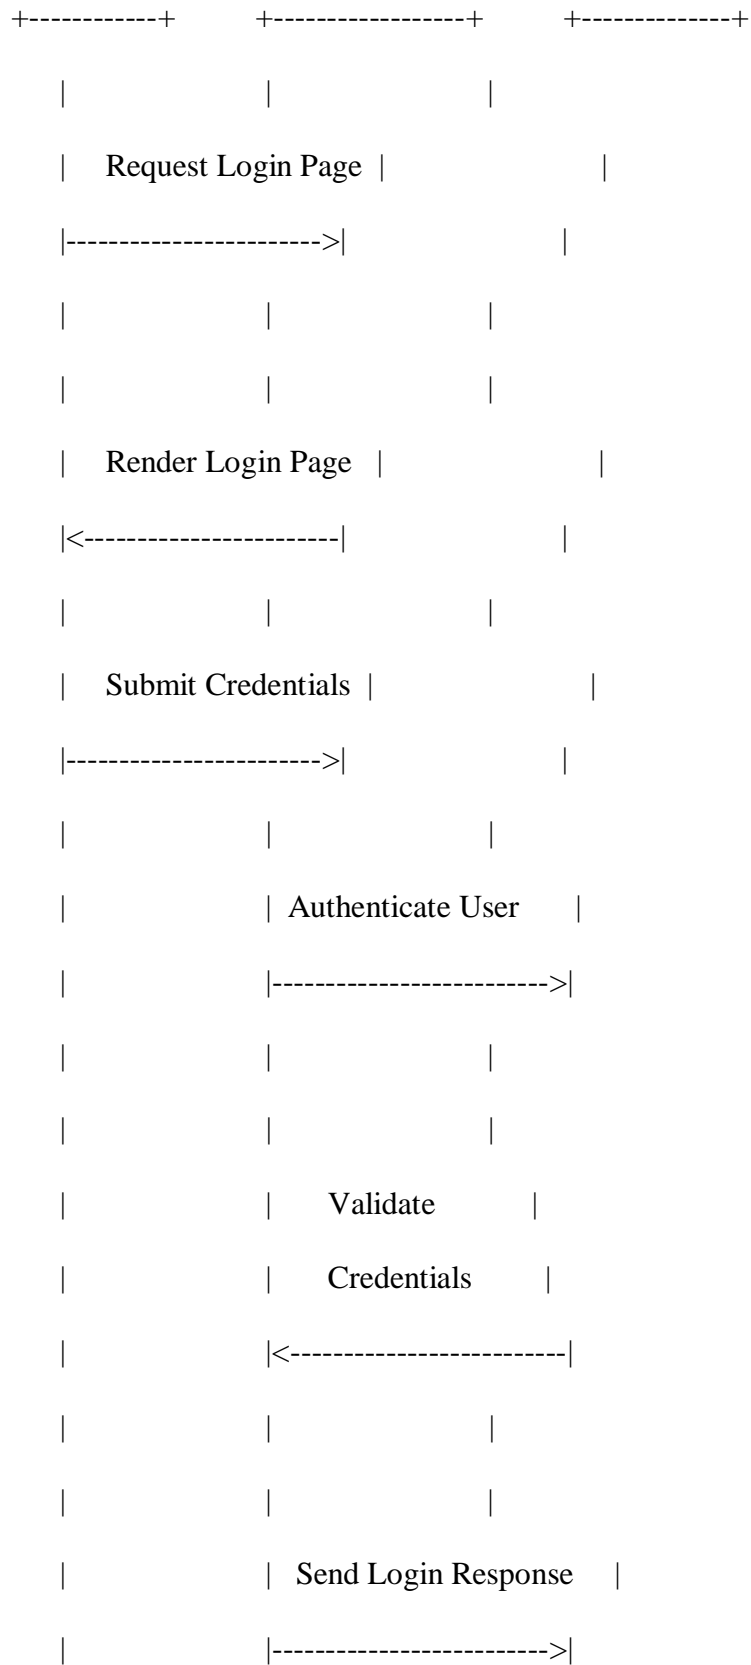 +------------+ +-------------------+ +--------------+
| | |
| Request Login Page | |
|------------------------>| |
| | |
| | |
| Render Login Page | |
|<------------------------| |
| | |
| Submit Credentials | |
|------------------------>| |
| | |
| | Authenticate User |
| |-------------------------->|
| | |
| | |
| | Validate |
| | Credentials |
| |<--------------------------|
| | |
| | |
| | Send Login Response |
| |-------------------------->|